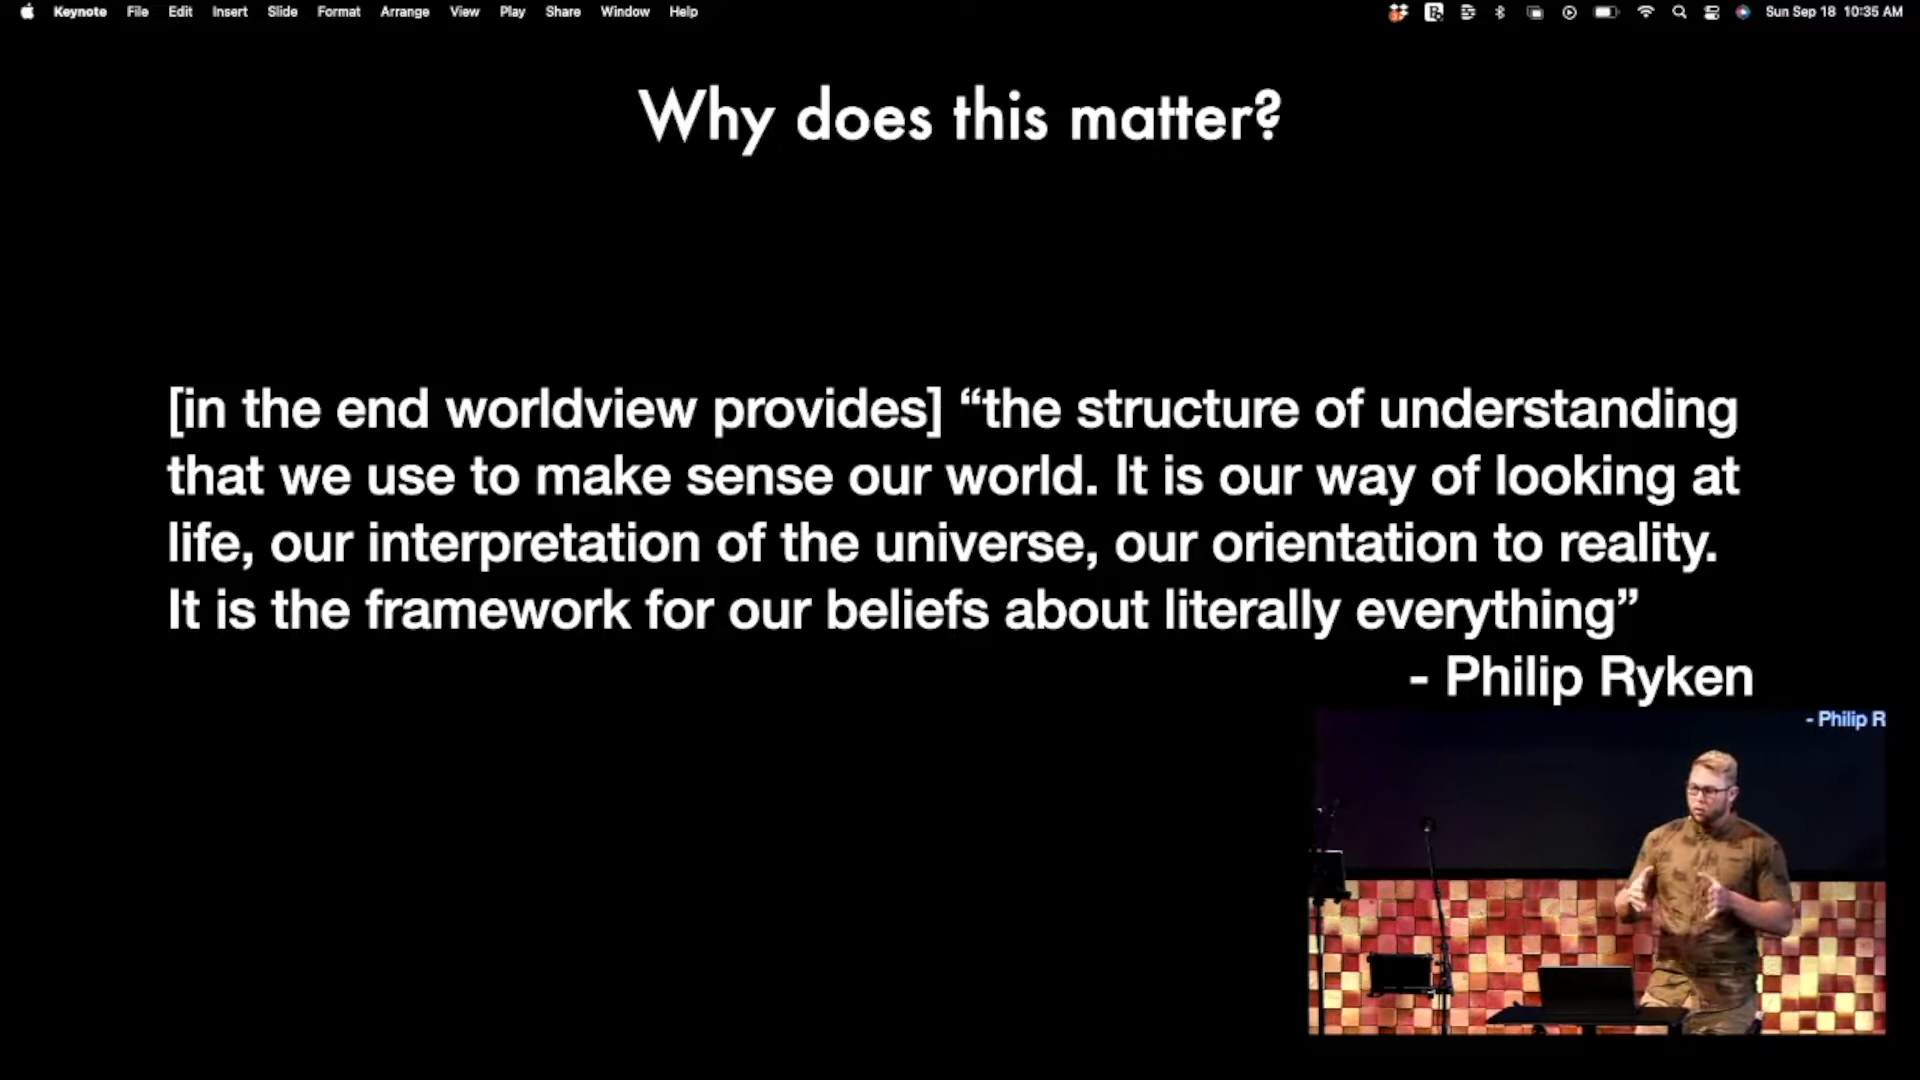 Keynote File Edit Insert Slide Format Arrange View Play Share Window Help Sun Sep 18 10:35 AM
Why does this matter?
[in the end worldview provides] “the structure of understanding
that we use to make sense our world. It is our way of looking at
life, our interpretation of the universe, our orientation to reality.
It is the framework for our beliefs about literally everything”
- Philip Ryken
- Philip R